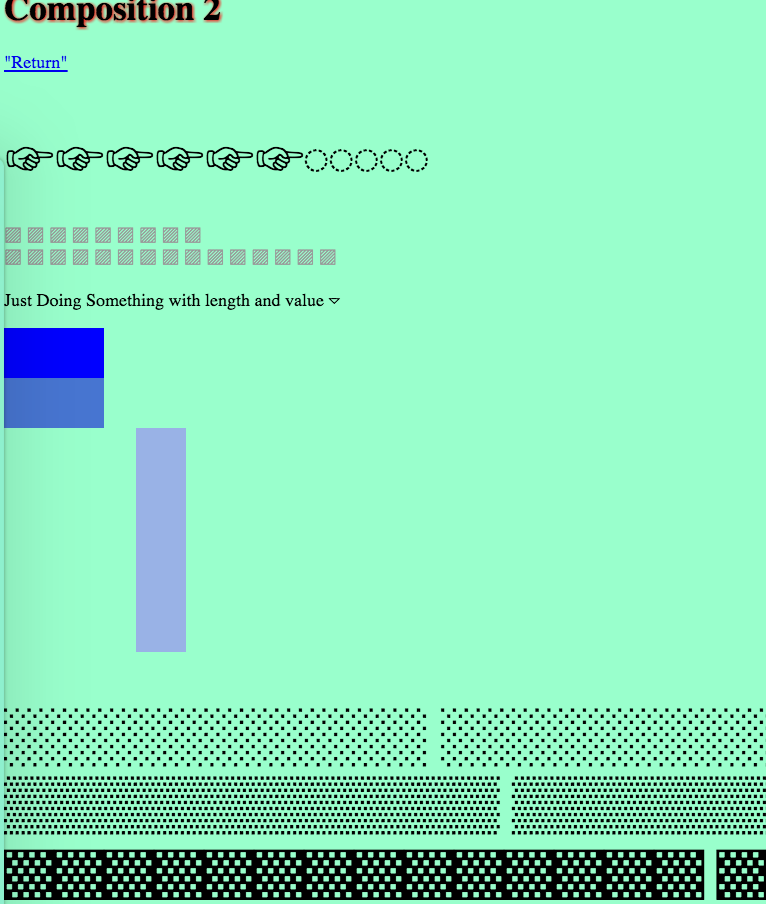 Composition 2
"Return"
☞☞☞☞☞☞◌◌◌◌◌
▨ ▨ ▨ ▨ ▨ ▨ ▨ ▨ ▨
▨ ▨ ▨ ▨ ▨ ▨ ▨ ▨ ▨ ▨ ▨ ▨ ▨ ▨ ▨
Just Doing Something with length and value ▿